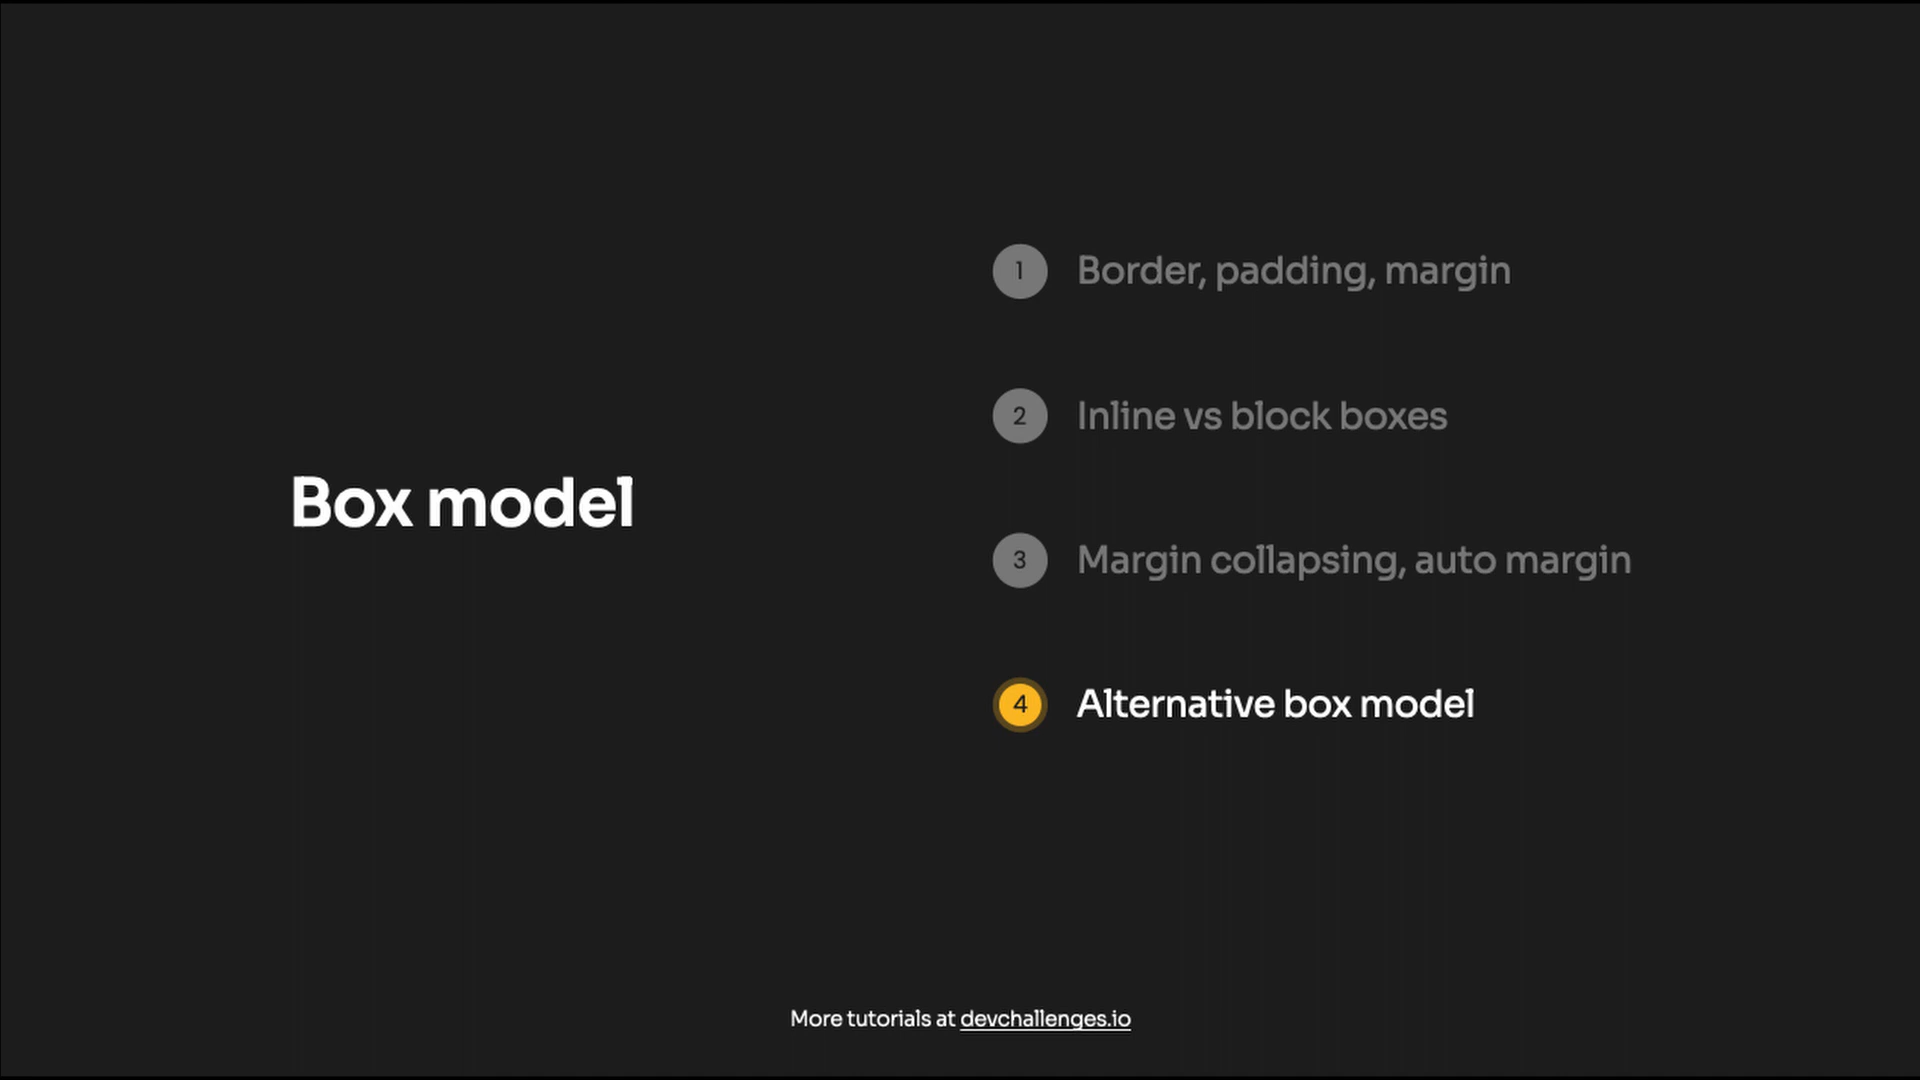 Box model
1 Border, padding, margin
2 Inline vs block boxes
3 Margin collapsing, auto margin
4 Alternative box model
More tutorials at devchallenges.io